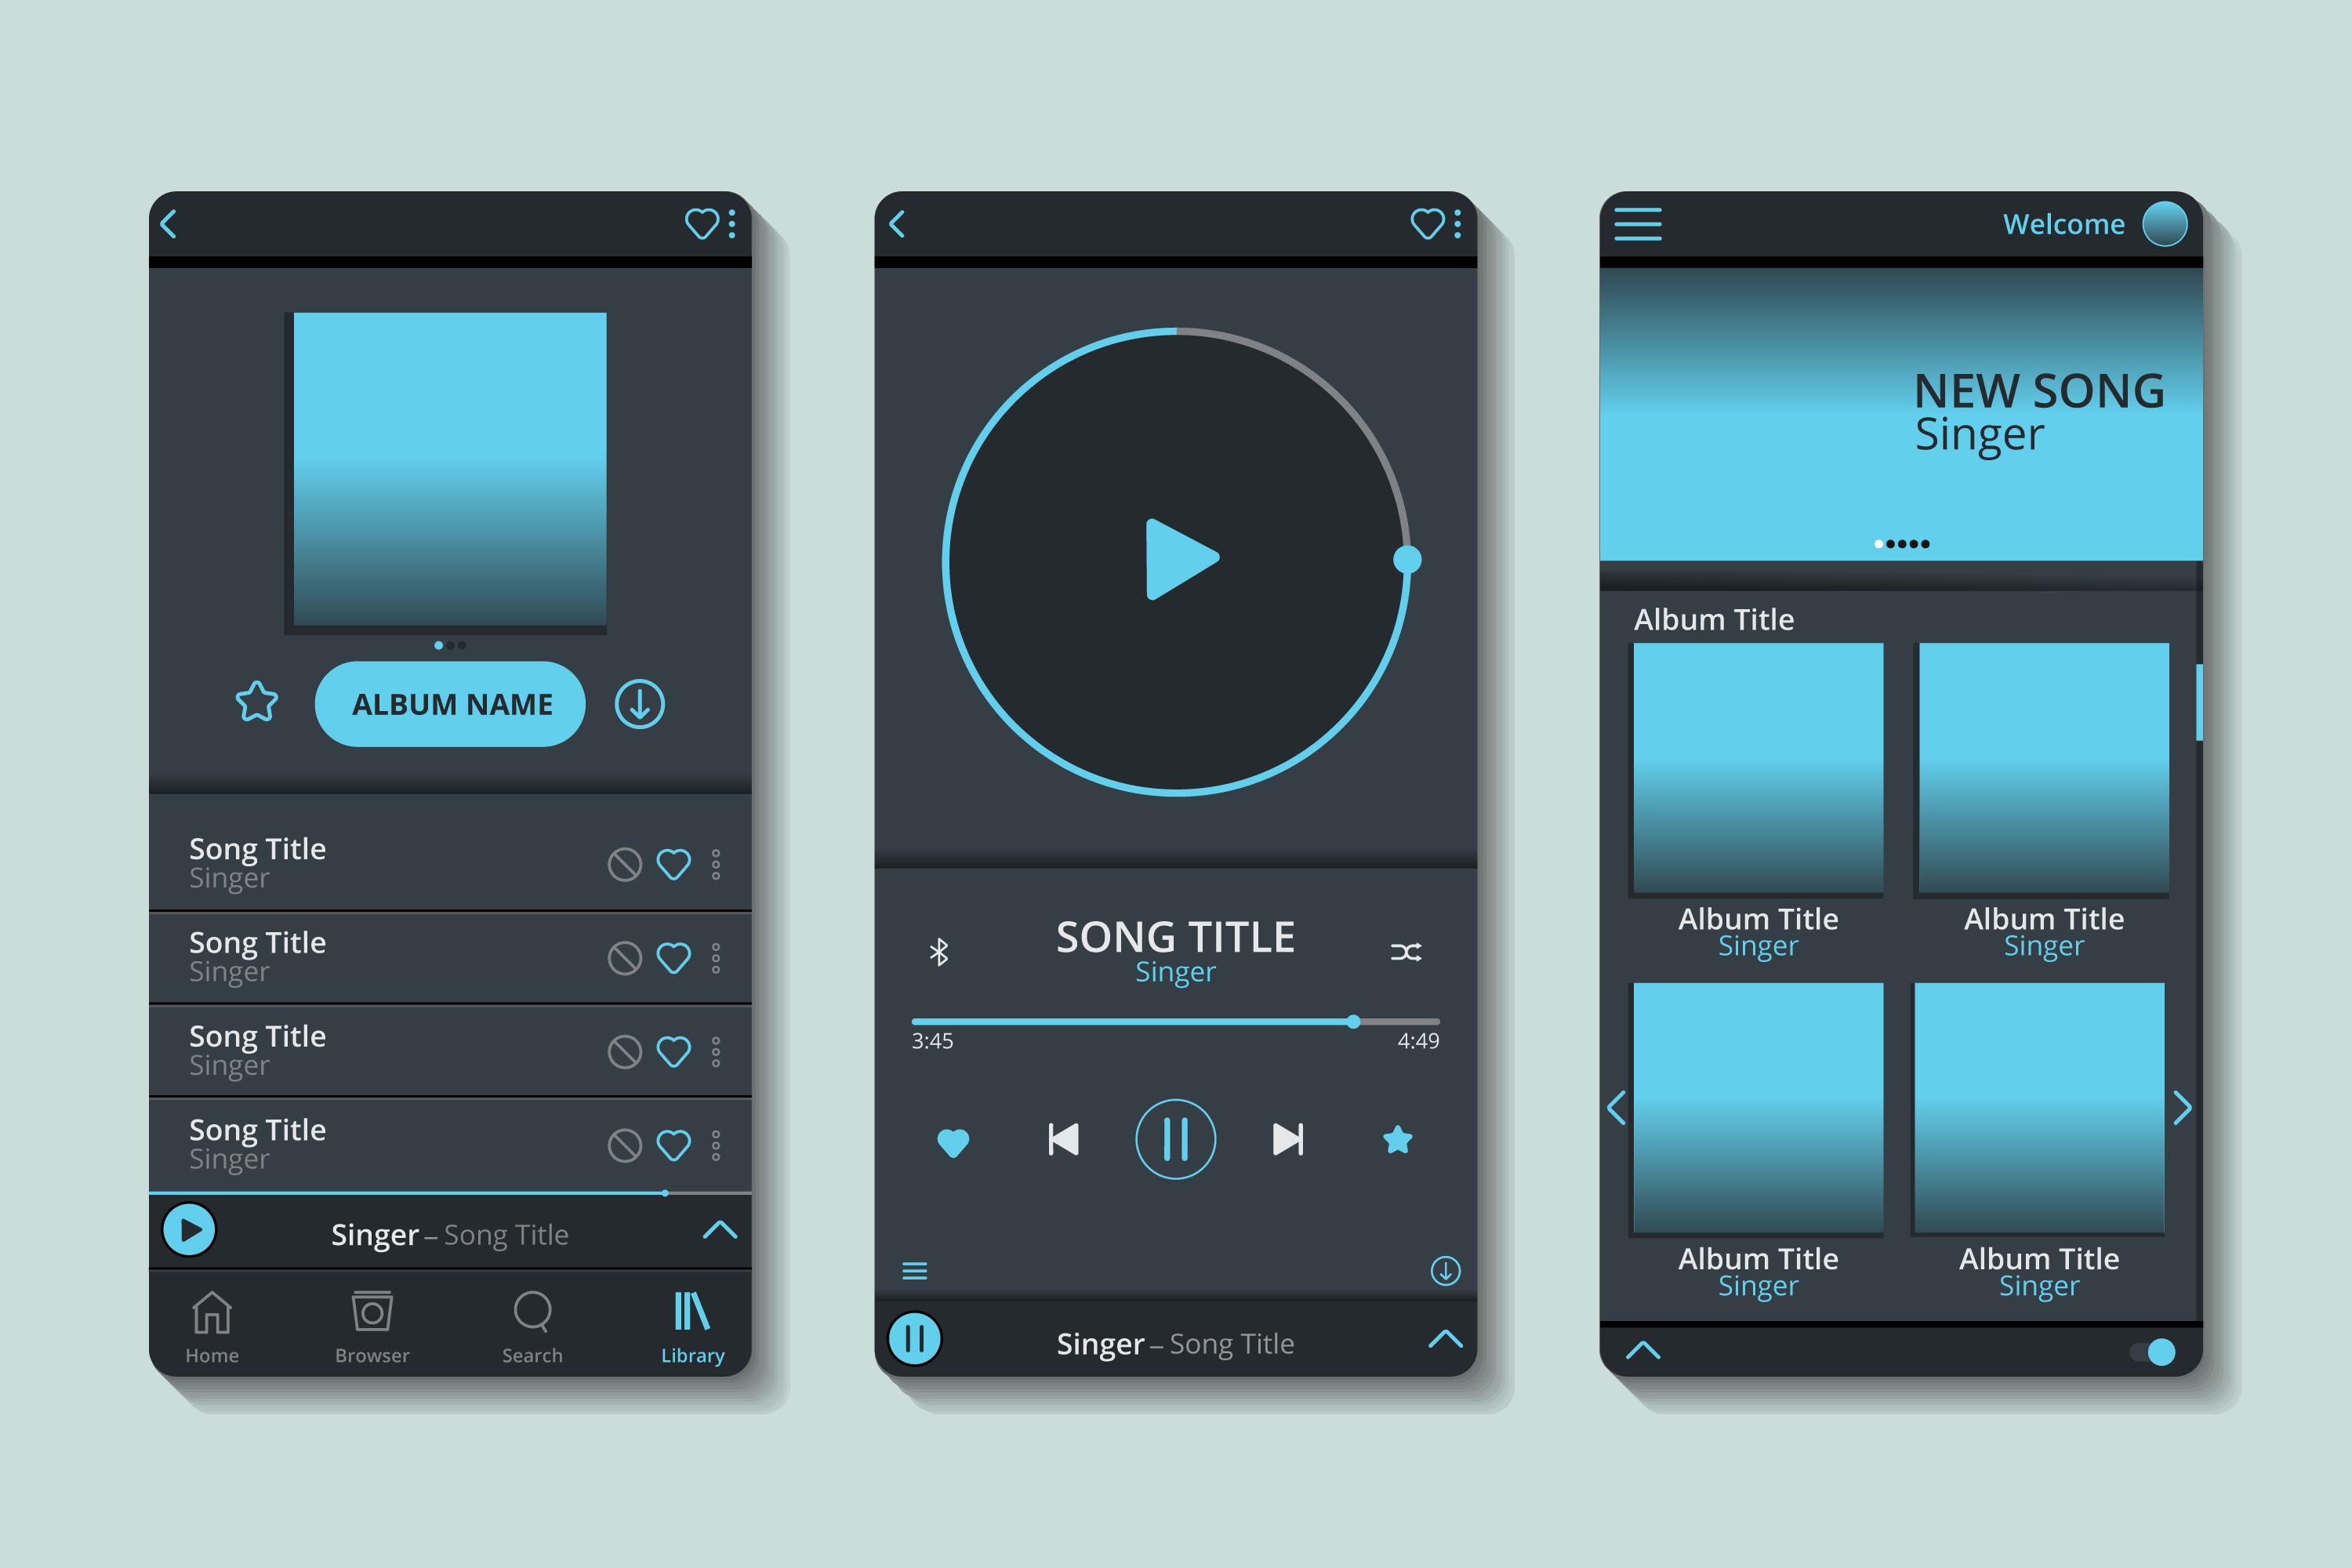 ALBUM NAME
Song Title
Singer
Song Title
Singer
Song Title
Singer
Song Title
Singer
Singer – Song Title
Home Browser Search Library
SONG TITLE
Singer
3:45 4:49
Singer – Song Title
Welcome
NEW SONG
Singer
Album Title
Album Title Album Title
Singer Singer
Album Title Album Title
Singer Singer